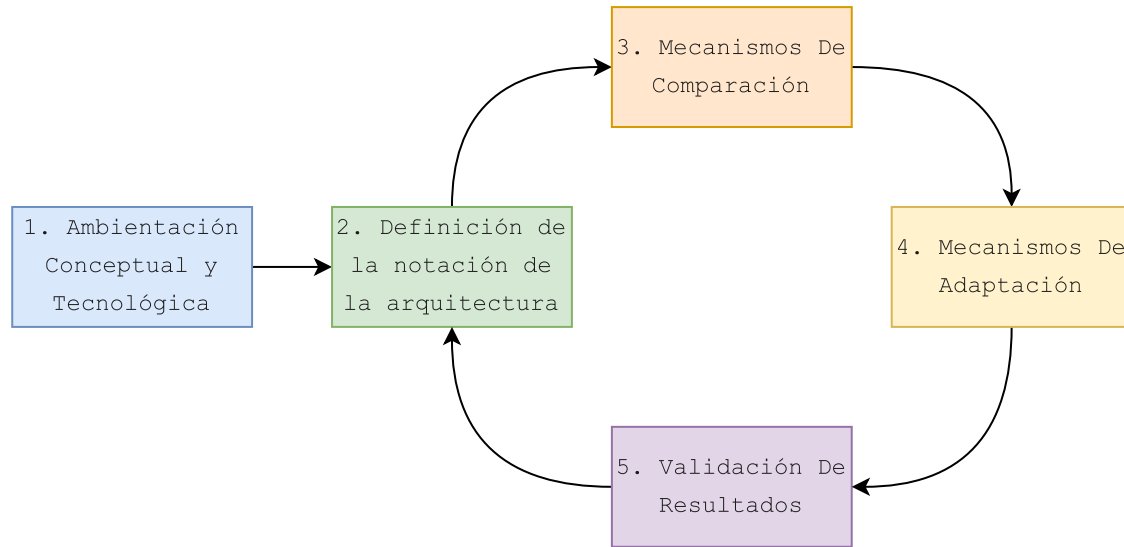 1. Ambientación
Conceptual y
Tecnológica
2. Definición de
la notación de
la arquitectura
3. Mecanismos De
Comparación
4. Mecanismos De
Adaptación
5. Validación De
Resultados